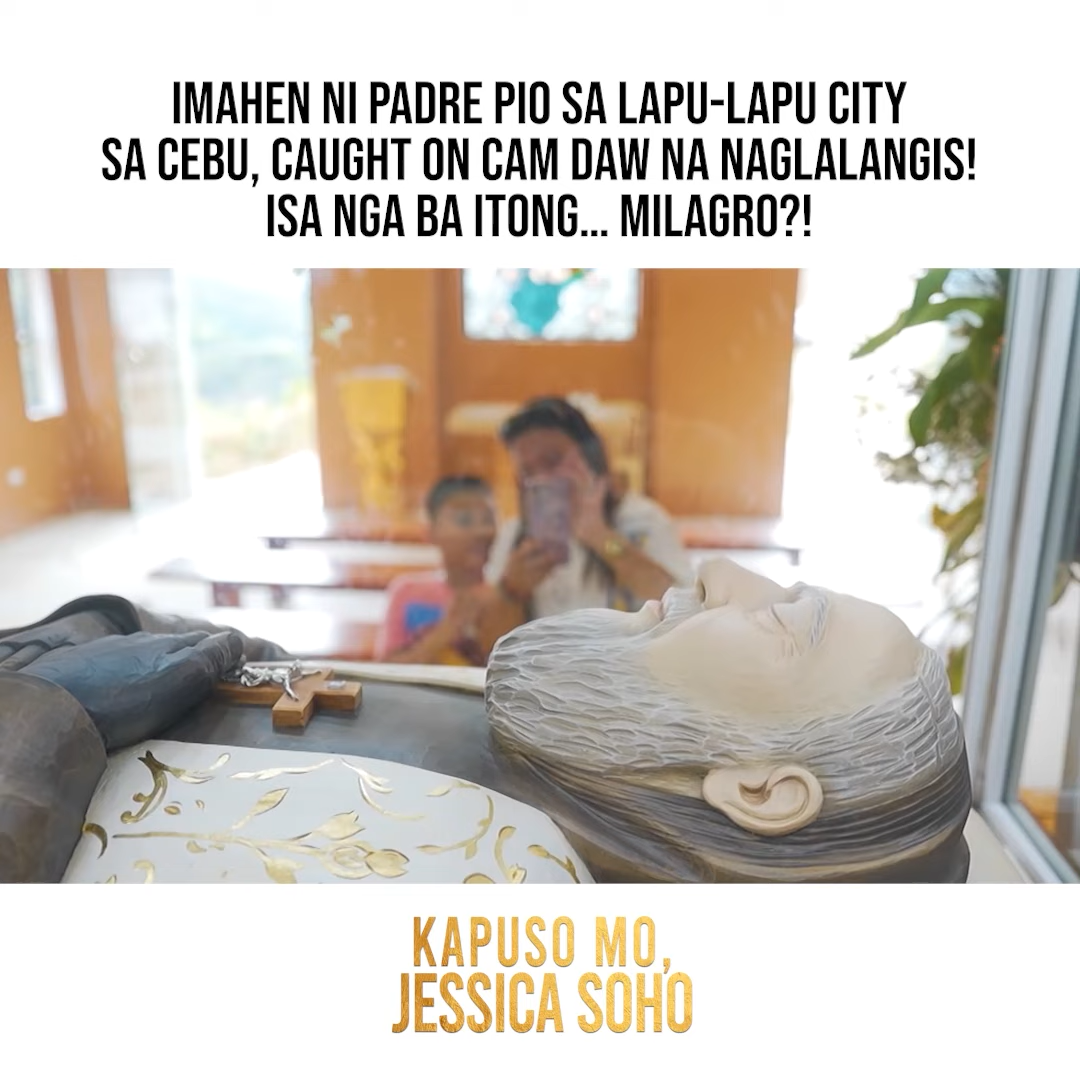 IMAHEN NI PADRE PIO SA LAPU-LAPU CITY
SA CEBU, CAUGHT ON CAM DAW NA NAGLALANGIS!
ISA NGA BA ITONG... MILAGRO?!
KAPUSO MO,
JESSICA SOHO